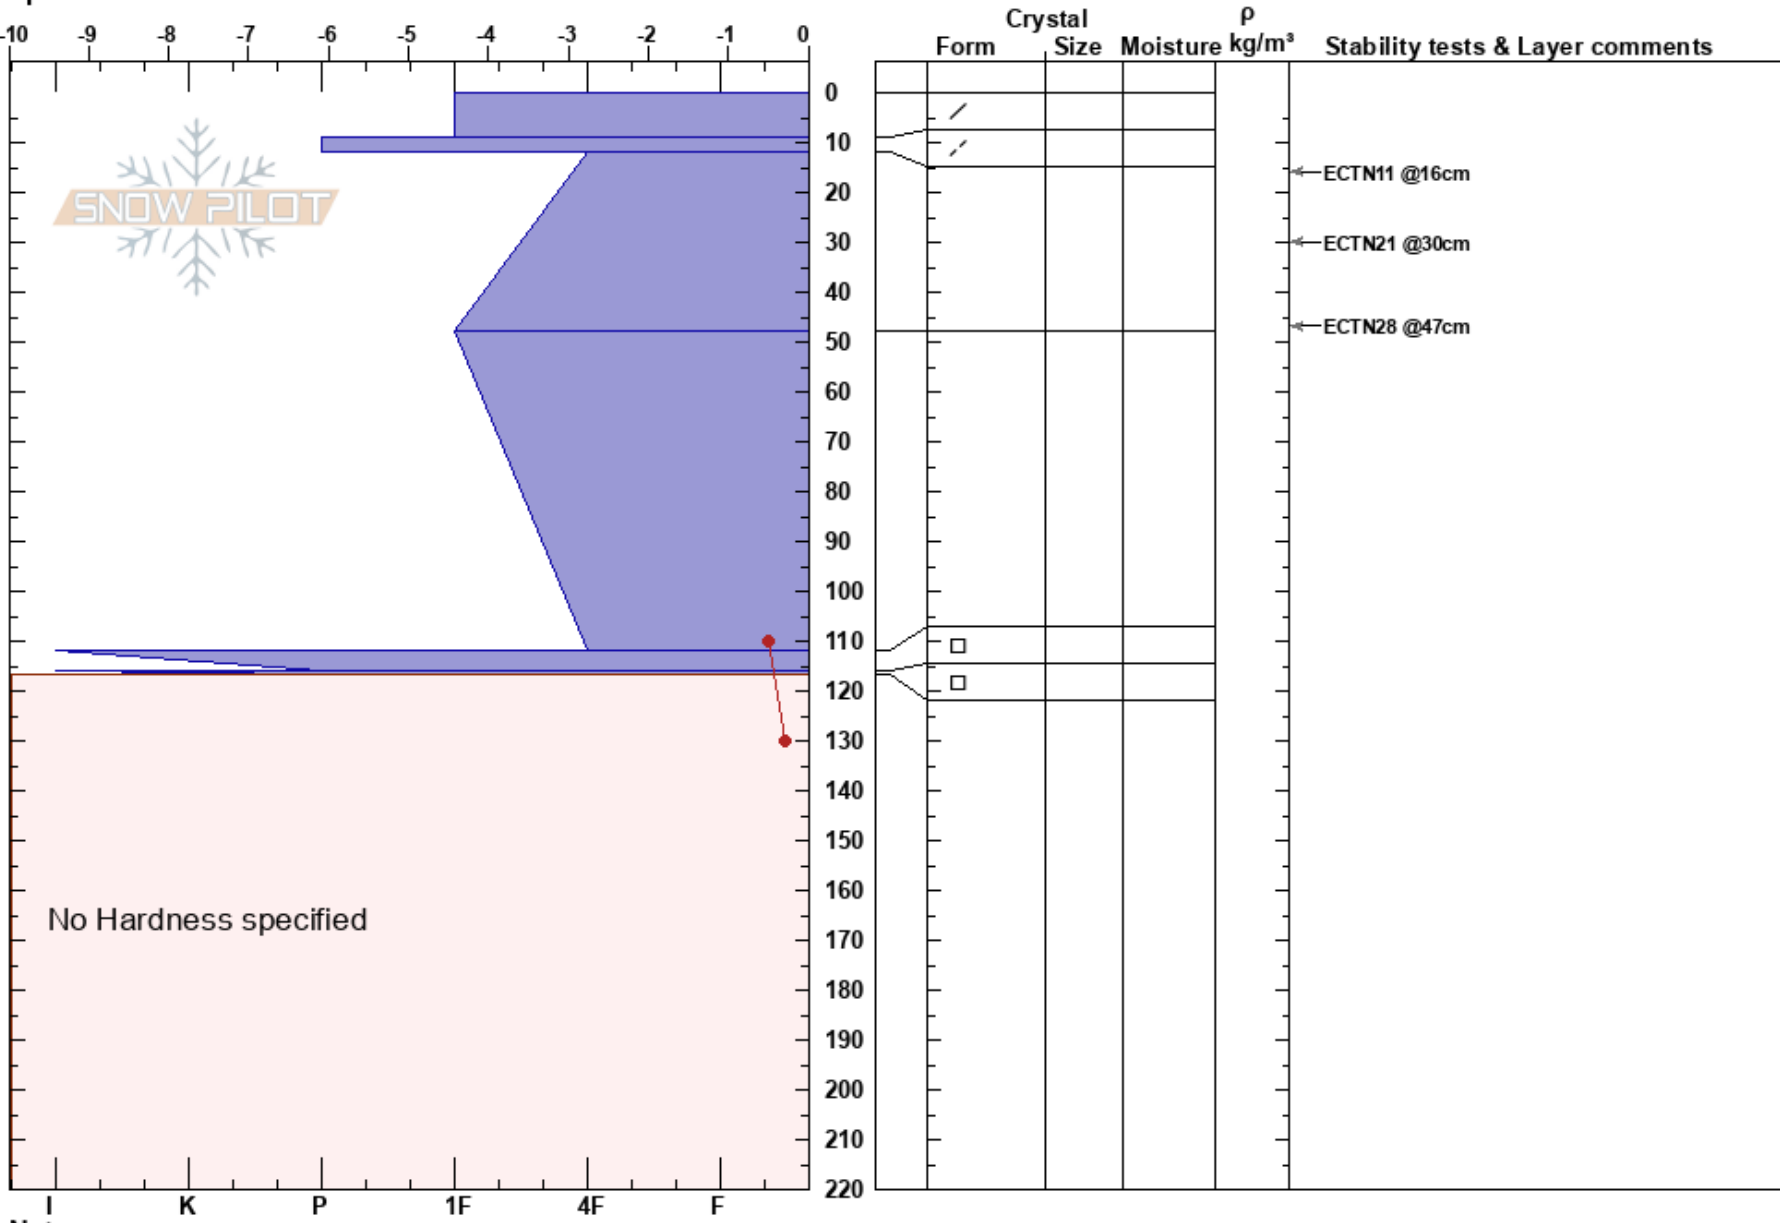 -10 -9 -8 -7 -6 -5 -4 -3 -2 -1 0
Crystal ρ
Form Size Moisture kg/m³ Stability tests & Layer comments
0
10
SNOW PILOT
ECTN11 @16cm
20
30
ECTN21 @30cm
40
ECTN28 @47cm
50
60
70
80
90
100
110
120
130
140
150
160
No Hardness specified
170
180
190
200
210
220
I K P 1F 4F F